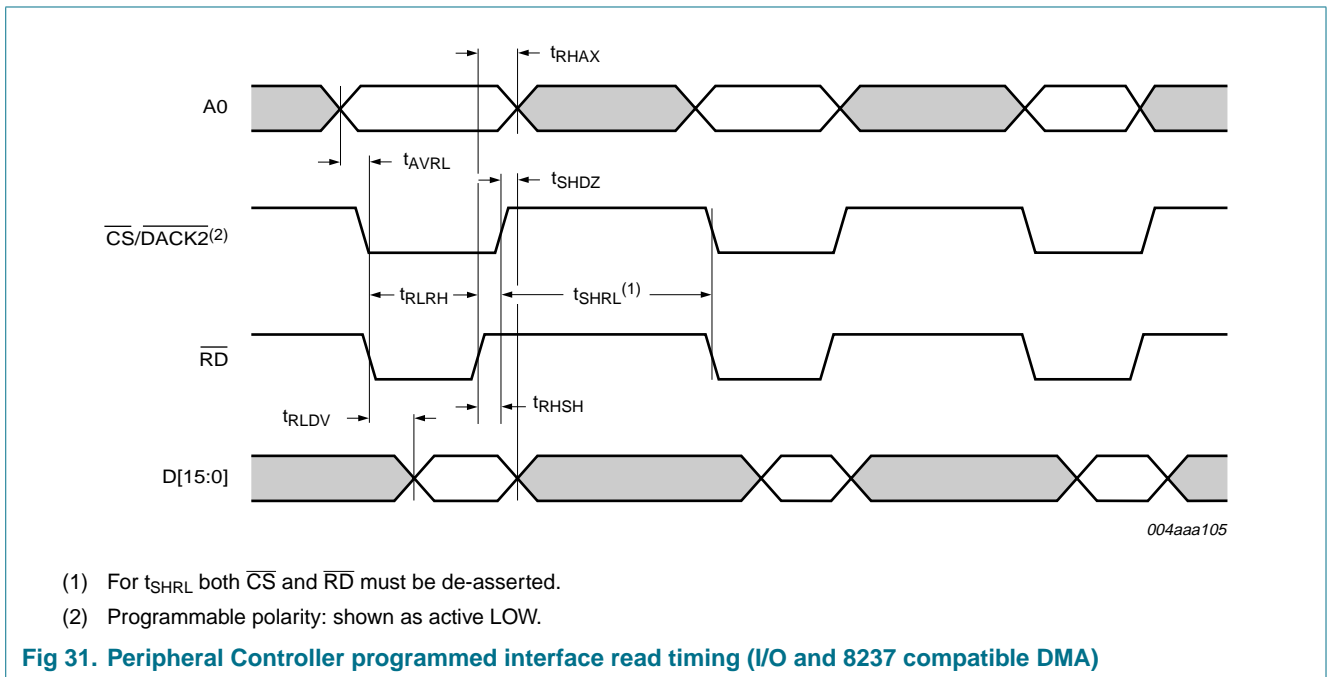 tRHAX
A0
tAVRL
tSHDZ
CS/DACK2(2)
tRLRH
tSHRL(1)
RD
tRHSH
tRLDV
D[15:0]
004aaa105
(1) For tSHRL both CS and RD must be de-asserted.
(2) Programmable polarity: shown as active LOW.
Fig 31. Peripheral Controller programmed interface read timing (I/O and 8237 compatible DMA)